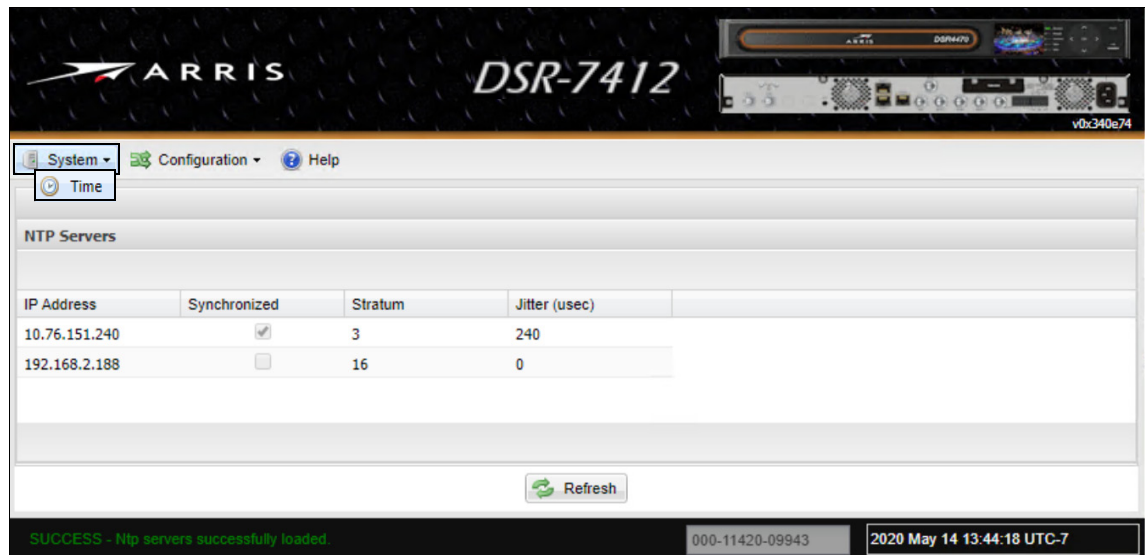 ARRIS
DSR-7412
ARRIS
DSR4470
v0x340e74
System
Configuration
Help
Time
NTP Servers
IP Address Synchronized Stratum Jitter (usec)
10.76.151.240 3 240
192.168.2.188 16 0
Refresh
SUCCESS - Ntp servers successfully loaded.
000-11420-09943
2020 May 14 13:44:18 UTC-7